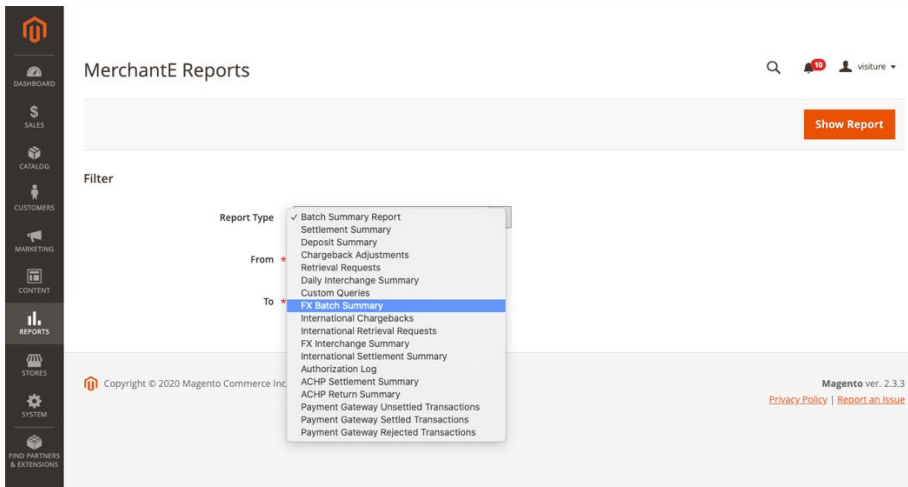 MerchantE Reports
10
visiture
DASHBOARD
SALES
CATALOG
CUSTOMERS
MARKETING
CONTENT
REPORTS
STORES
SYSTEM
FIND PARTNERS
& EXTENSIONS
Show Report
Filter
Report Type
✓ Batch Summary Report
Settlement Summary
Deposit Summary
Chargeback Adjustments
Retrieval Requests
Daily Interchange Summary
Custom Queries
FX Batch Summary
International Chargebacks
International Retrieval Requests
FX Interchange Summary
International Settlement Summary
Authorization Log
ACHP Settlement Summary
ACHP Return Summary
Payment Gateway Unsettled Transactions
Payment Gateway Settled Transactions
Payment Gateway Rejected Transactions
From *
To *
Copyright © 2020 Magento Commerce Inc
Magento ver. 2.3.3
Privacy Policy | Report an Issue